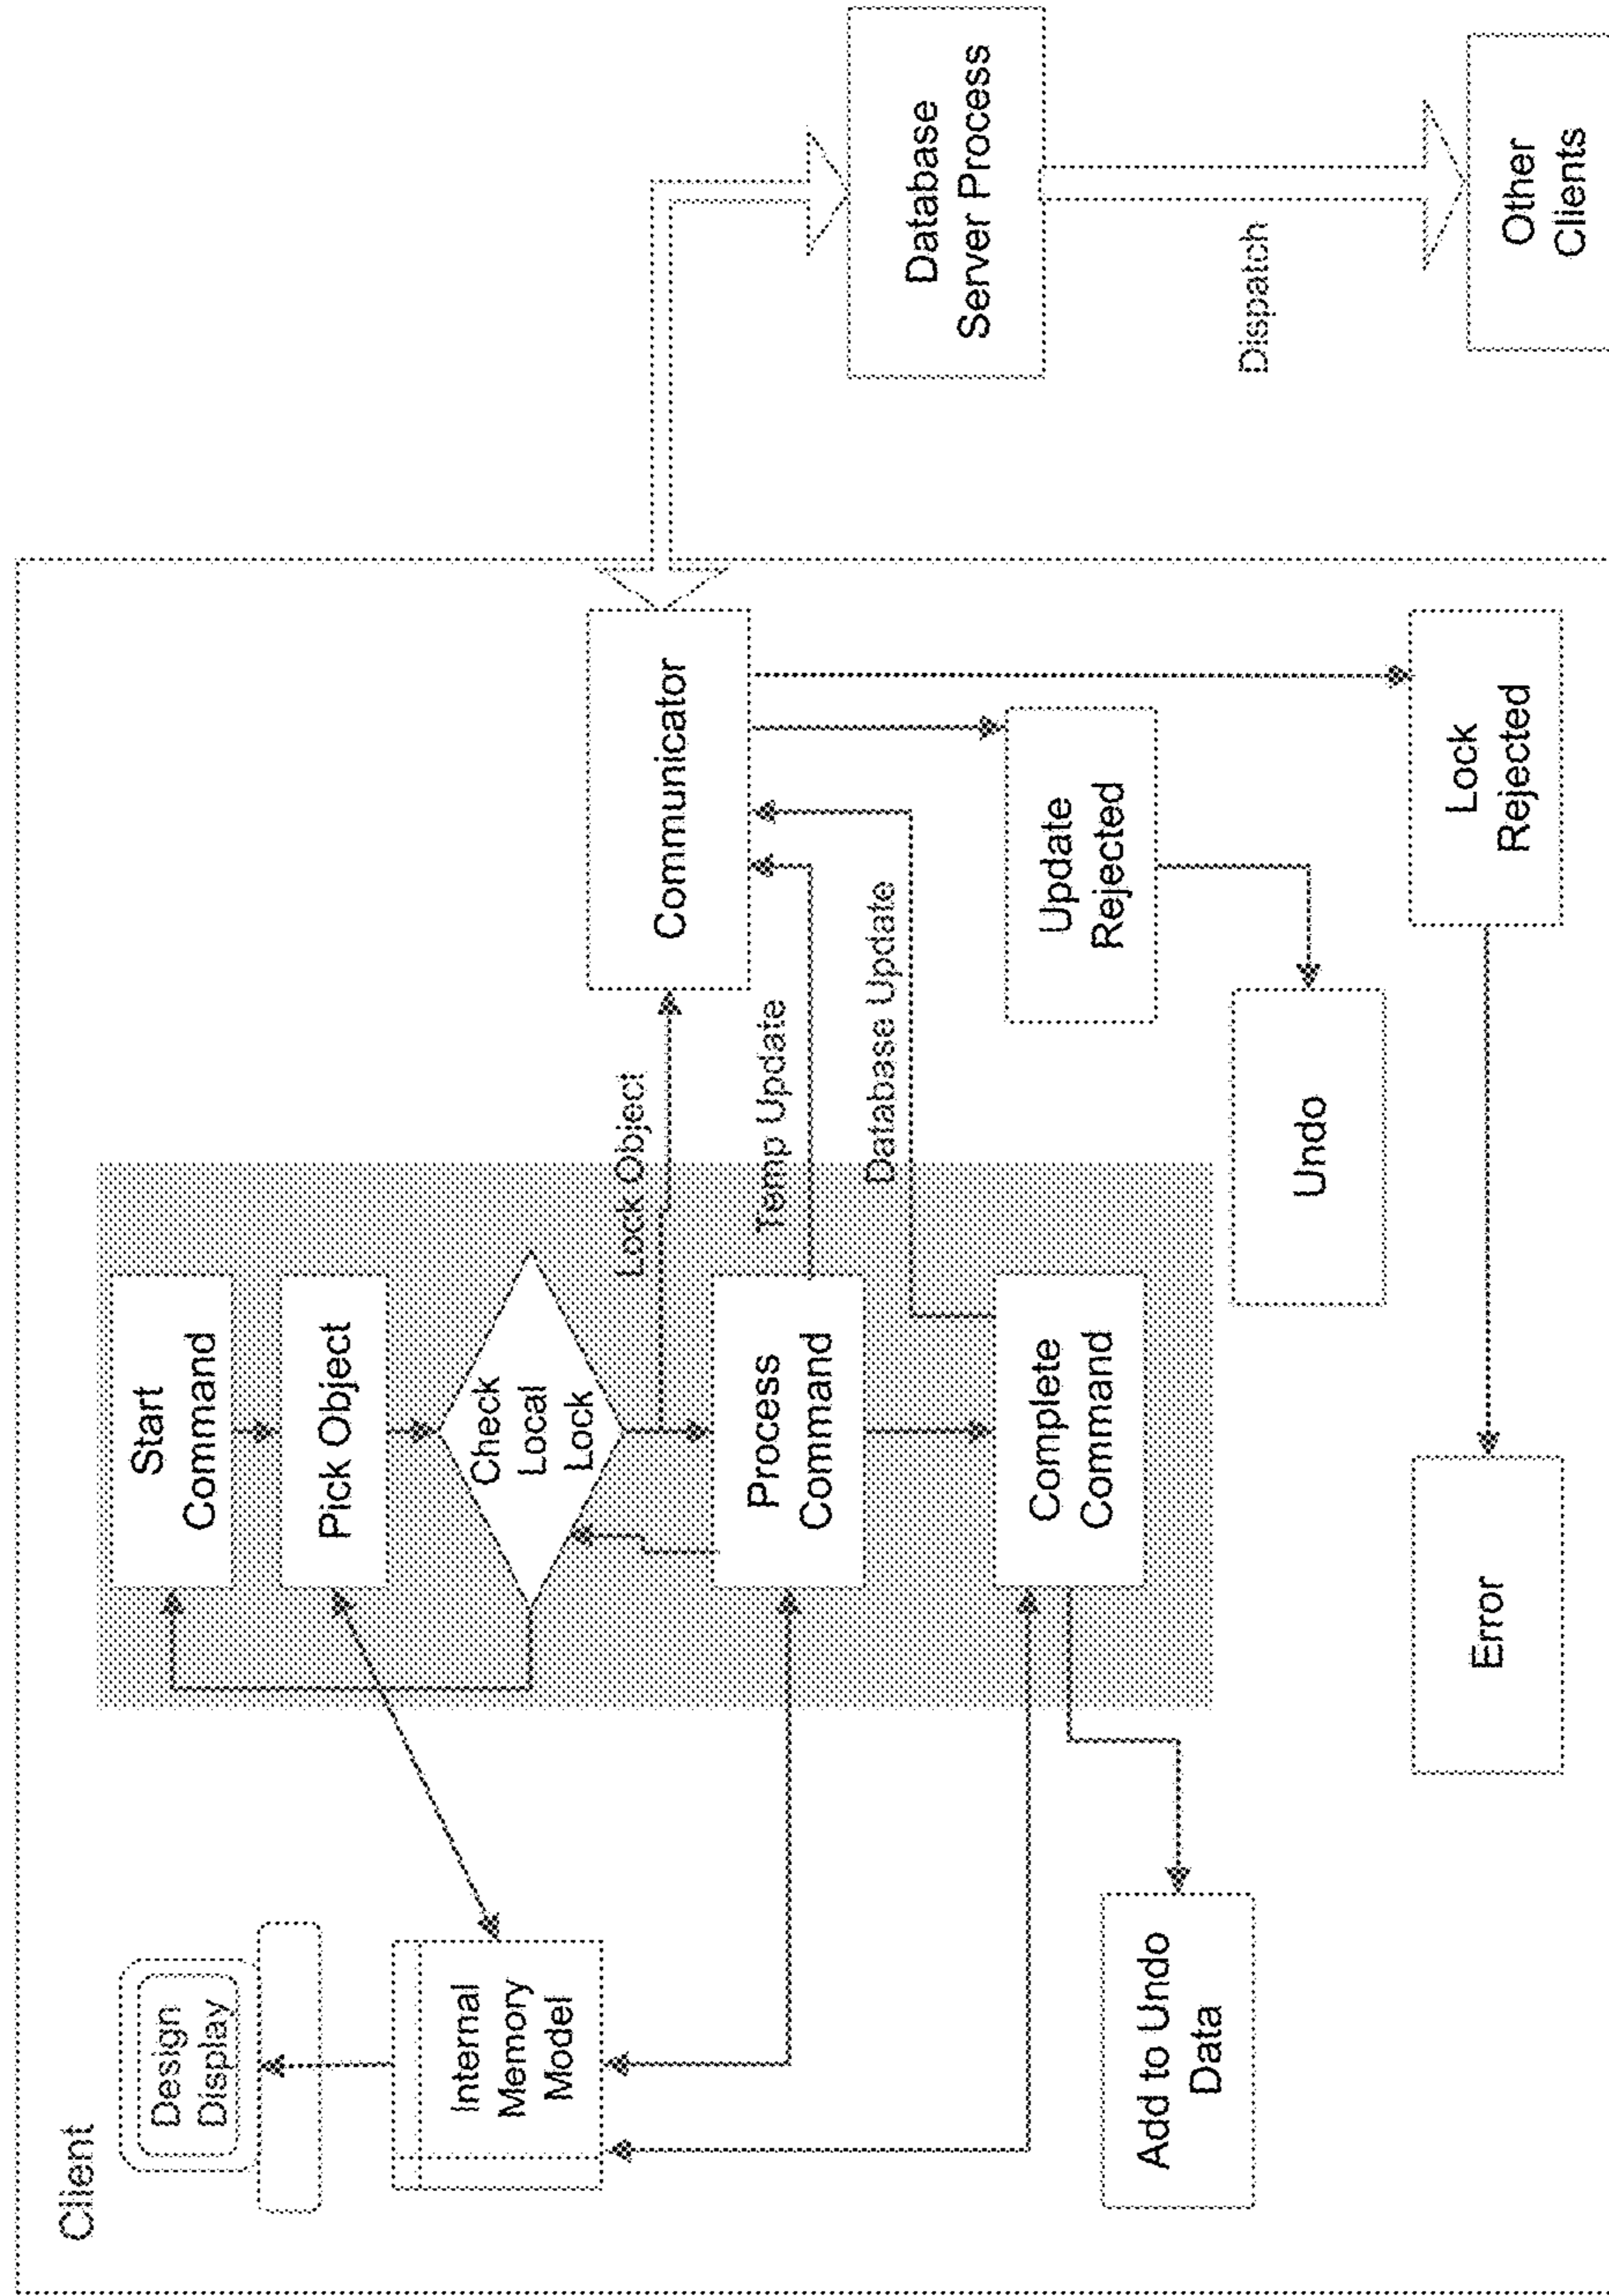 Client
Design
Display
Internal
Memory
Model
Add to Undo
Data
Start
Command
Pick Object
Check
Local
Lock
Process
Command
Complete
Command
Lock Object
Temp Update
Database Update
Communicator
Update
Rejected
Undo
Lock
Rejected
Error
Database
Server Process
Dispatch
Other
Clients